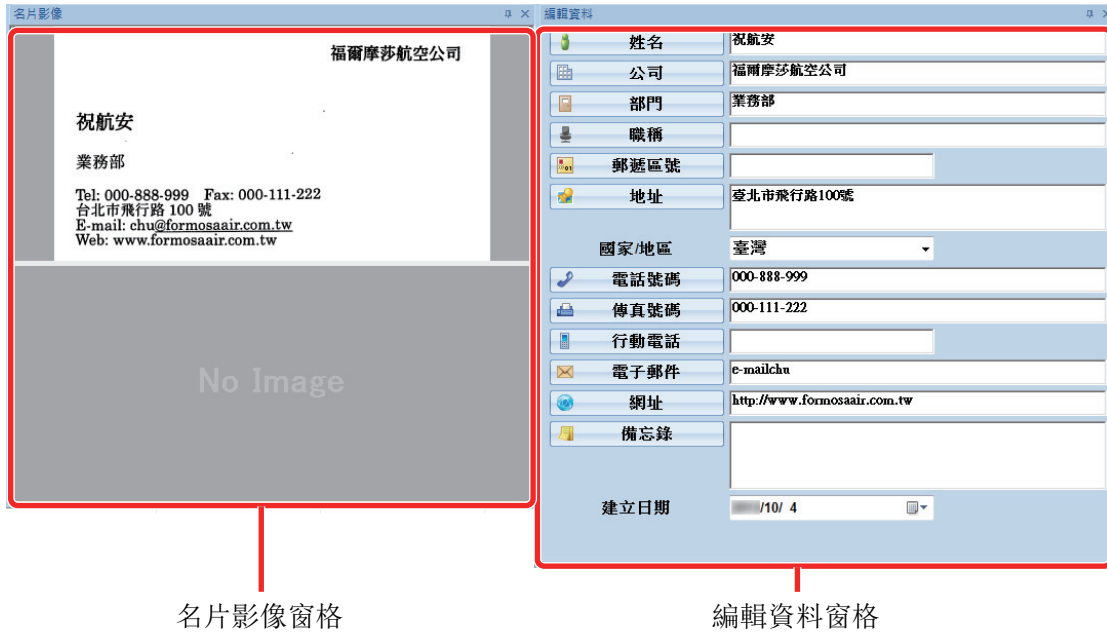 名片影像
福爾摩莎航空公司
祝航安
業務部
Tel: 000-888-999 Fax: 000-111-222
台北市飛行路 100 號
E-mail: chu@formosaair.com.tw
Web: www.formosaair.com.tw
No Image
編輯資料
姓名 祝航安
公司 福爾摩莎航空公司
部門 業務部
職稱
郵遞區號
地址 臺北市飛行路100號
國家/地區 臺灣
電話號碼 000-888-999
傳真號碼 000-111-222
行動電話
電子郵件 e-mailchu
網址 http://www.formosaair.com.tw
備忘錄
建立日期 /10/ 4
名片影像窗格
編輯資料窗格